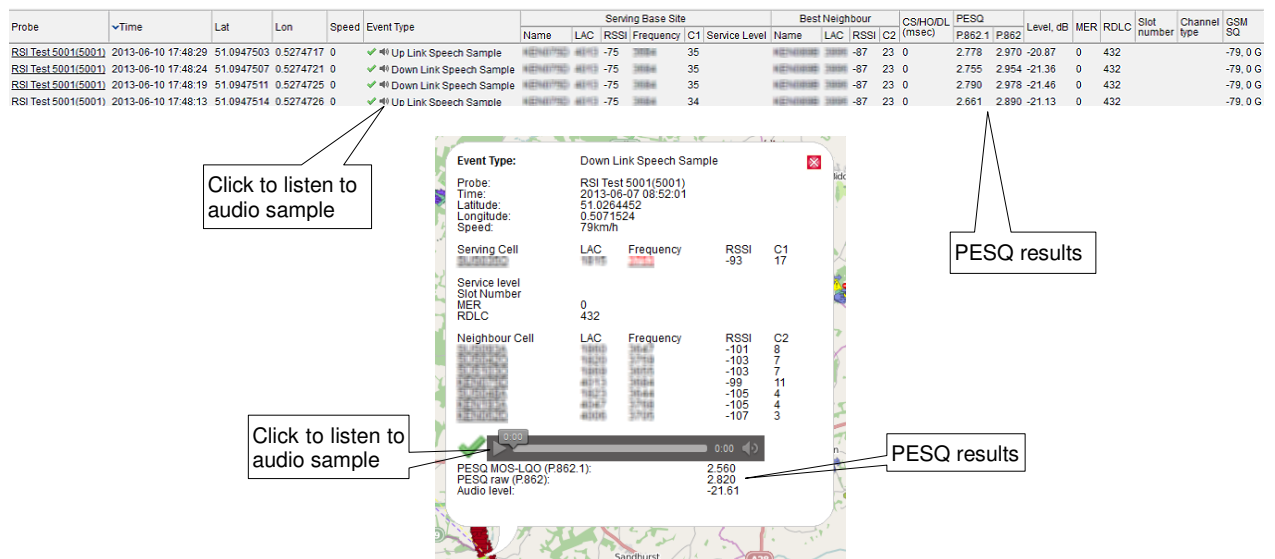 Serving Base Site Best Neighbour CS/HO/DL PESQ Slot Channel GSM
Probe Time Lat Lon Speed Event Type Name LAC RSSI Frequency C1 Service Level Name LAC RSSI C2 (msec) P.862.1 P.862 Level, dB MER RDLC number type SQ
RSI Test 5001(5001) 2013-06-10 17:48:29 51.0947503 0.5274717 0 Up Link Speech Sample -75 35 -87 23 0 2.778 2.970 -20.87 0 432 -79, 0 G
RSI Test 5001(5001) 2013-06-10 17:48:24 51.0947507 0.5274721 0 Down Link Speech Sample -75 35 -87 23 0 2.755 2.954 -21.36 0 432 -79, 0 G
RSI Test 5001(5001) 2013-06-10 17:48:19 51.0947511 0.5274725 0 Down Link Speech Sample -75 35 -87 23 0 2.790 2.978 -21.46 0 432 -79, 0 G
RSI Test 5001(5001) 2013-06-10 17:48:13 51.0947514 0.5274726 0 Up Link Speech Sample -75 34 -87 23 0 2.661 2.890 -21.13 0 432 -79, 0 G
Click to listen to
audio sample
PESQ results
Event Type: Down Link Speech Sample
Probe: RSI Test 5001(5001)
Time: 2013-06-07 08:52:01
Latitude: 51.0264452
Longitude: 0.5071524
Speed: 79km/h
Serving Cell LAC Frequency RSSI C1
-93 17
Service level
Slot Number
MER 0
RDLC 432
Neighbour Cell LAC Frequency RSSI C2
-101 8
-103 7
-103 7
-99 11
-105 4
-105 4
-107 3
Click to listen to
audio sample
0:00
0:00
PESQ MOS-LQO (P.862.1): 2.560
PESQ raw (P.862): 2.820
Audio level: -21.61
PESQ results
Sandhurst